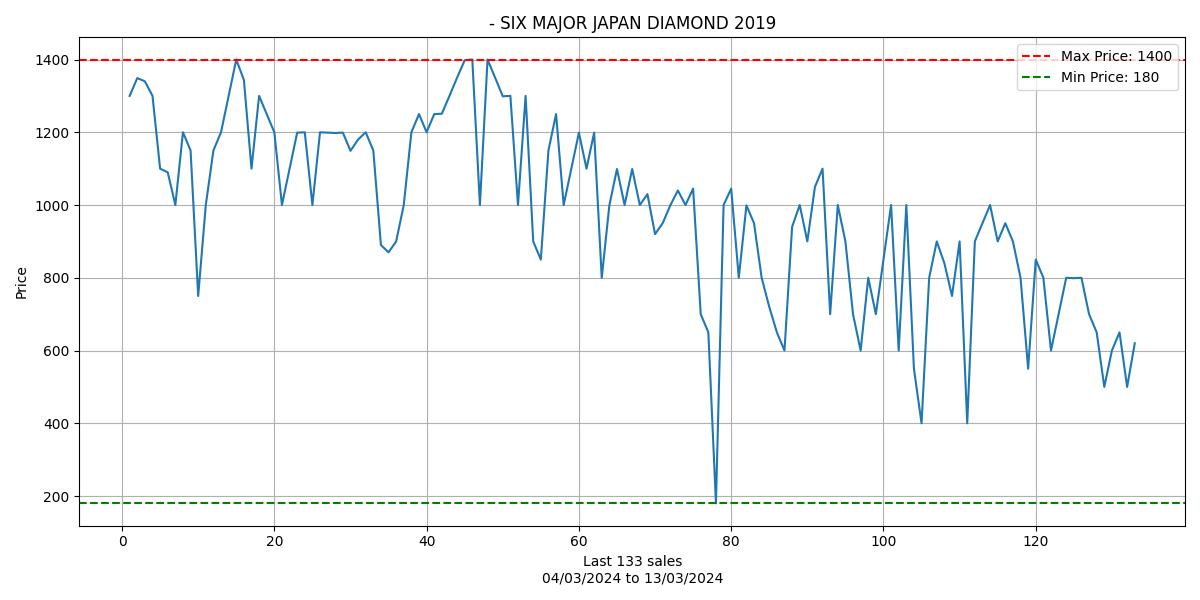 - SIX MAJOR JAPAN DIAMOND 2019
Max Price: 1400
Min Price: 180
1400
1200
1000
800
600
400
200
Price
0 20 40 60 80 100 120
Last 133 sales
04/03/2024 to 13/03/2024